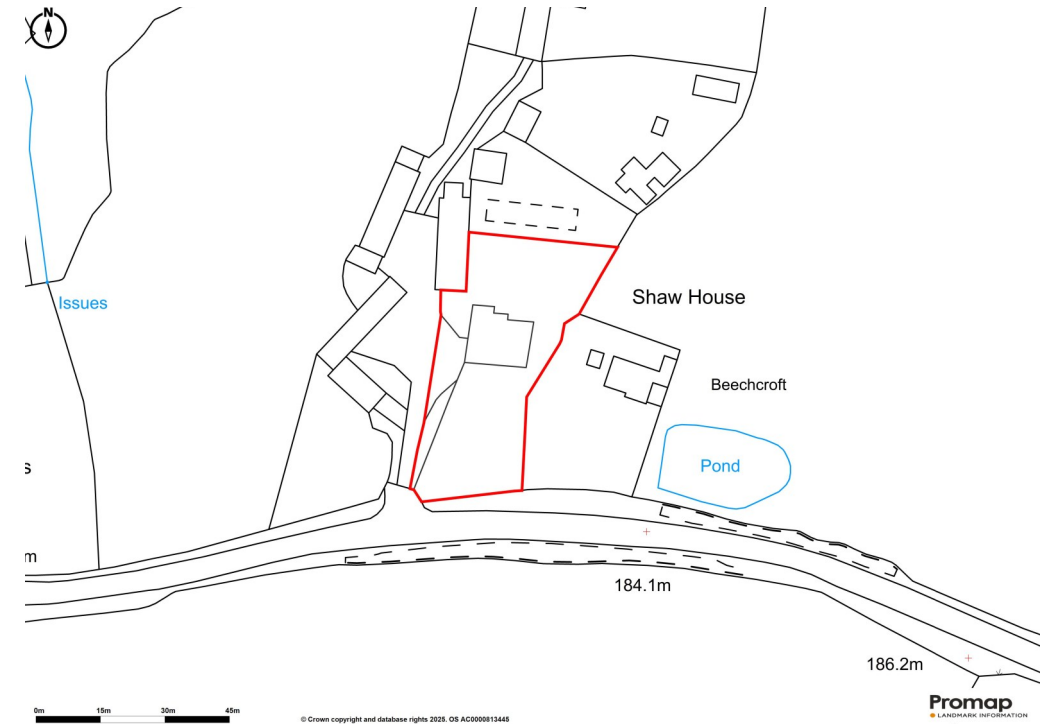 N
Issues
Shaw House
Beechcroft
Pond
s
m
184.1m
186.2m
0m 15m 30m 45m
© Crown copyright and database rights 2025. OS AC0000813445
Promap
LANDMARK INFORMATION